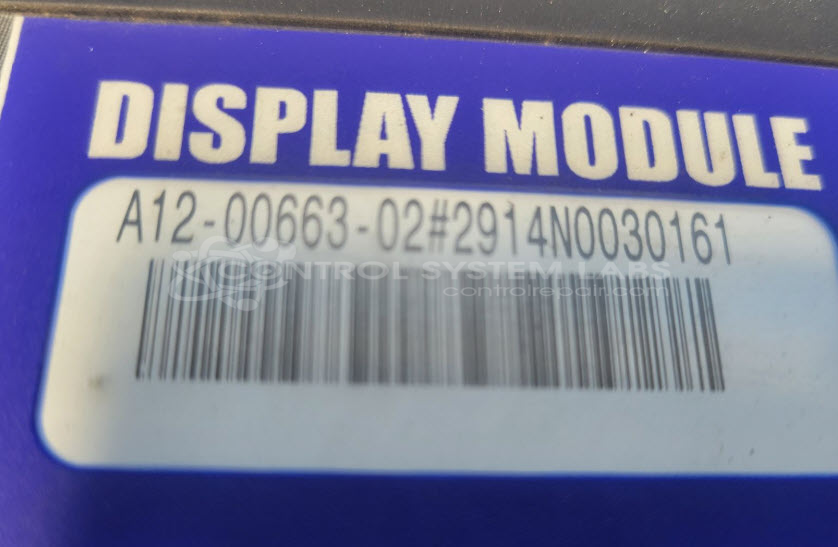 DISPLAY MODULE
A12-00663-02#2914N0030161
CONTROL SYSTEM LABS
controlrepair.com